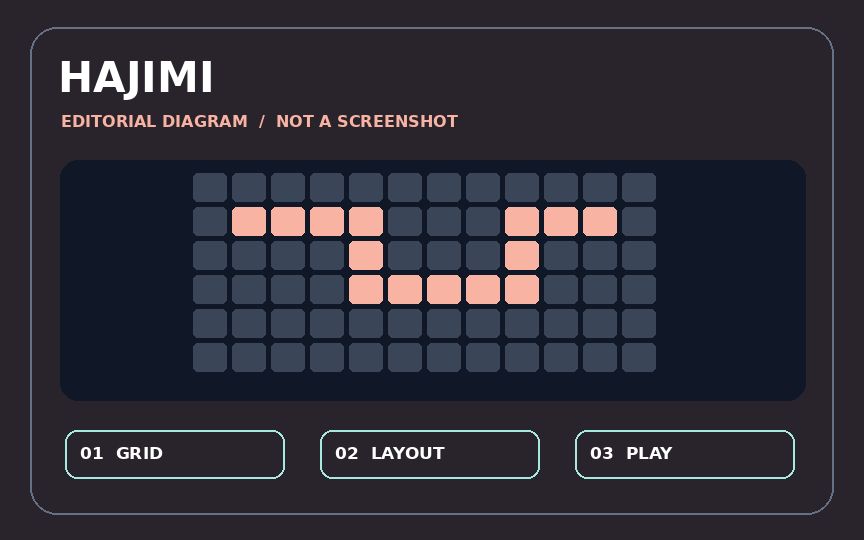 HAJIMI
EDITORIAL DIAGRAM / NOT A SCREENSHOT
01 GRID
02 LAYOUT
03 PLAY